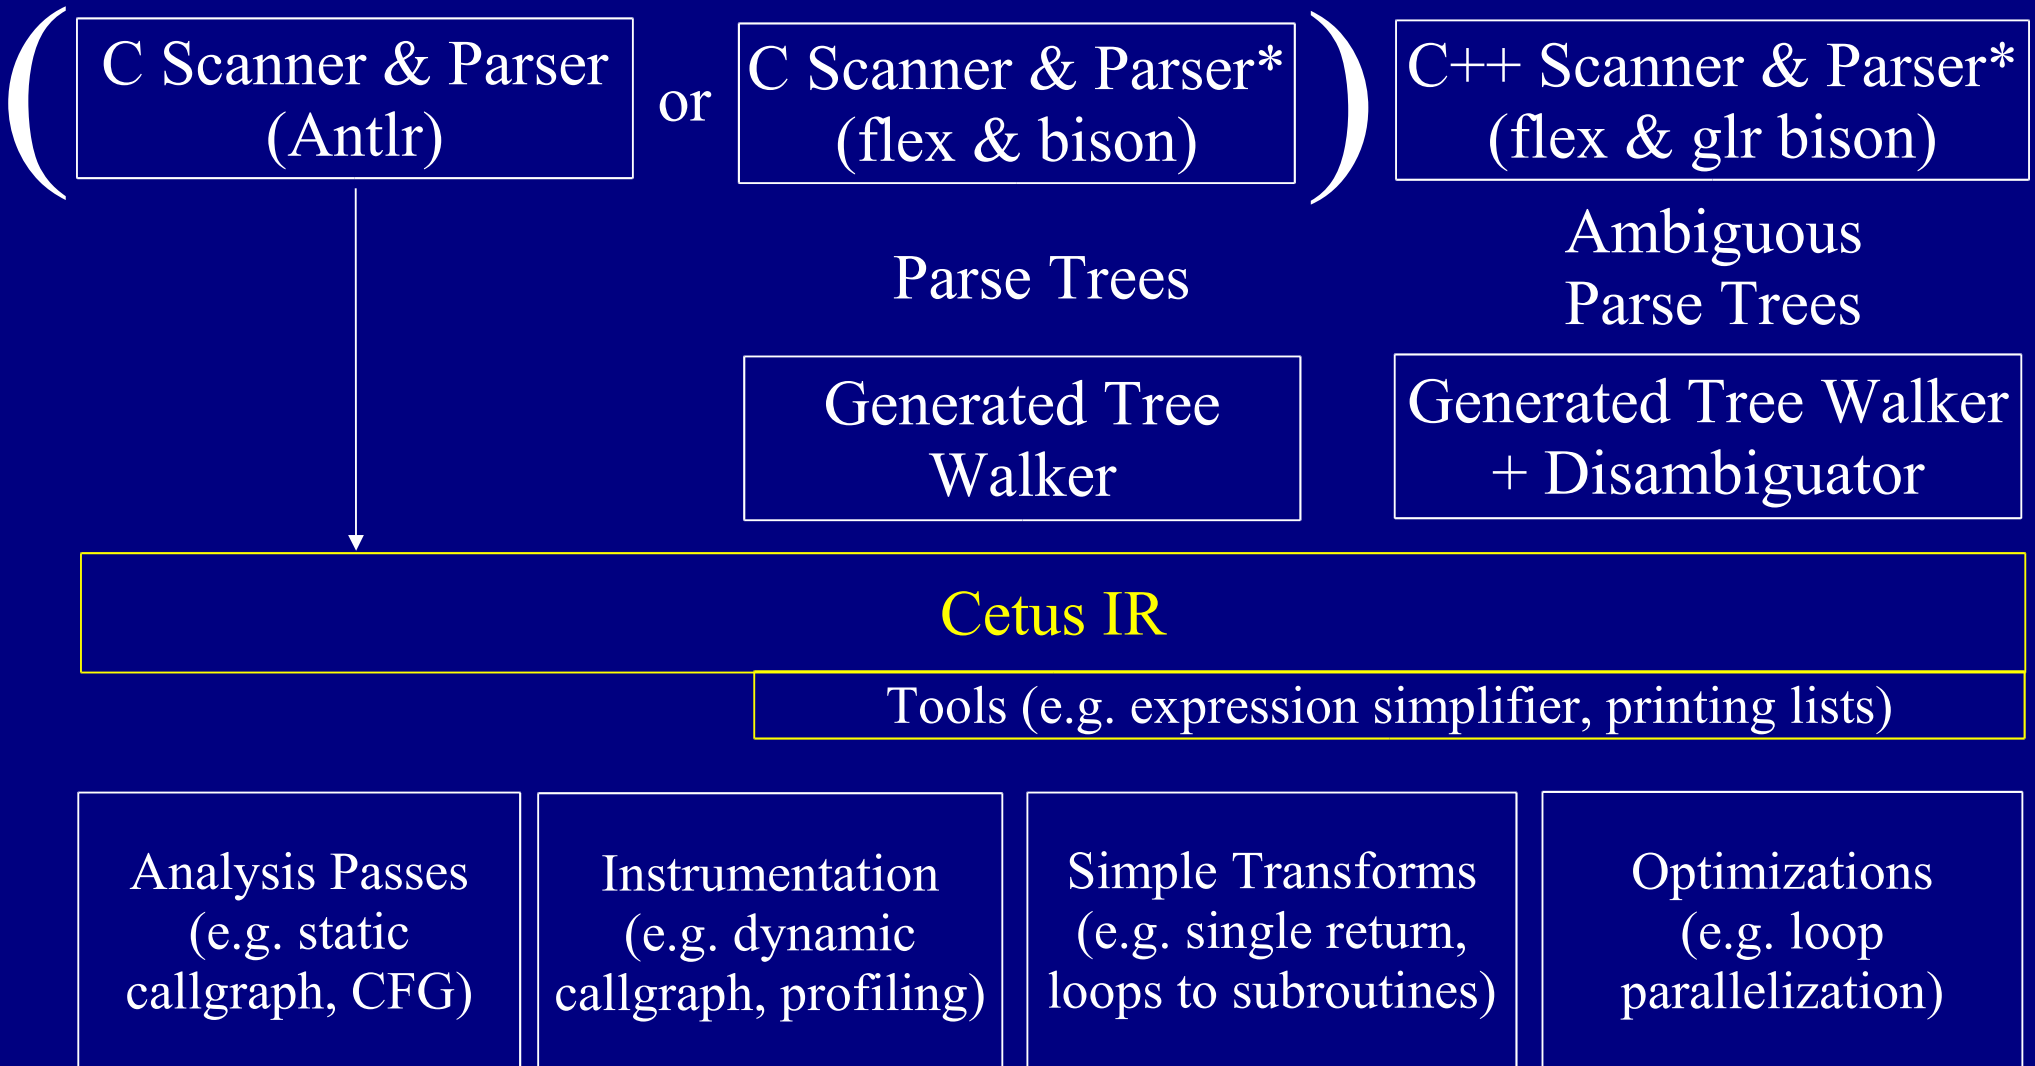 (
C Scanner & Parser
(Antlr)
or
C Scanner & Parser*
(flex & bison)
)
C++ Scanner & Parser*
(flex & glr bison)
Parse Trees
Ambiguous
Parse Trees
Generated Tree
Walker
Generated Tree Walker
+ Disambiguator
Cetus IR
Tools (e.g. expression simplifier, printing lists)
Analysis Passes
(e.g. static
callgraph, CFG)
Instrumentation
(e.g. dynamic
callgraph, profiling)
Simple Transforms
(e.g. single return,
loops to subroutines)
Optimizations
(e.g. loop
parallelization)